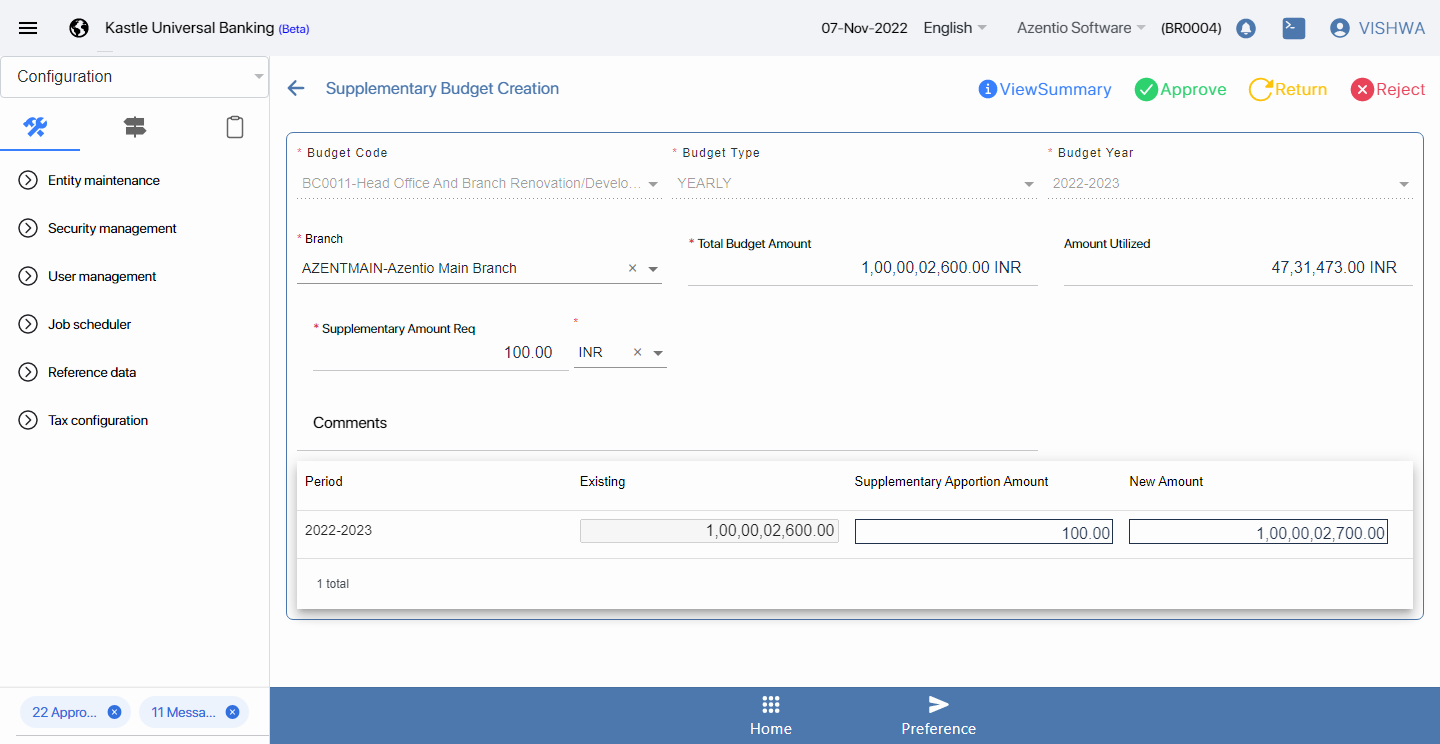 Kastle Universal Banking (Beta)
07-Nov-2022 English Azentio Software (BR0004) VISHWA
Configuration
Supplementary Budget Creation
ViewSummary Approve Return Reject
Entity maintenance
Security management
User management
Job scheduler
Reference data
Tax configuration
* Budget Code * Budget Type * Budget Year
BC0011-Head Office And Branch Renovation/Develo... YEARLY 2022-2023
* Branch * Total Budget Amount Amount Utilized
AZENTMAIN-Azentio Main Branch × 1,00,00,02,600.00 INR 47,31,473.00 INR
* Supplementary Amount Req *
100.00 INR ×
Comments
Period Existing Supplementary Apportion Amount New Amount
2022-2023 1,00,00,02,600.00 100.00 1,00,00,02,700.00
1 total
22 Appro... 11 Messa...
Home Preference